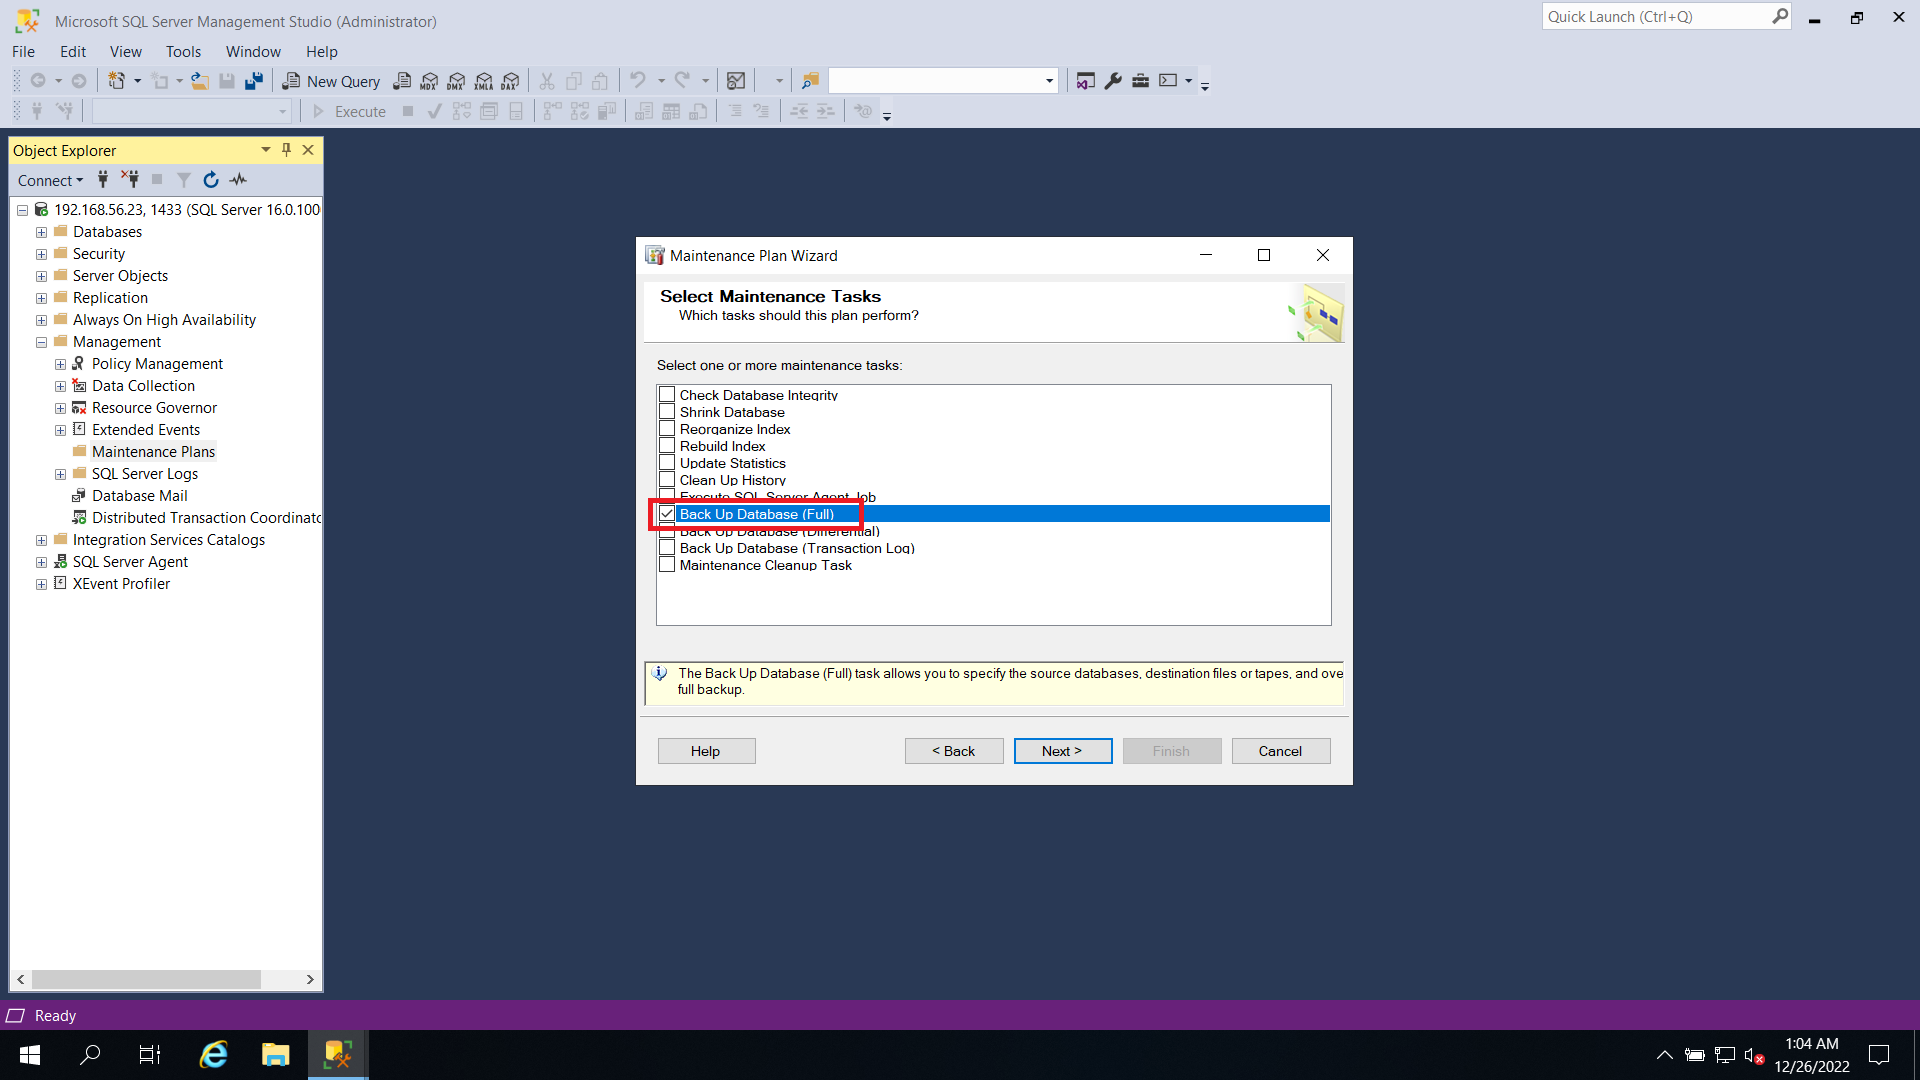 Microsoft SQL Server Management Studio (Administrator)
Quick Launch (Ctrl+Q)
File Edit View Tools Window Help
New Query MDX DMX XMLA DAX
Execute
Object Explorer
Connect
192.168.56.23, 1433 (SQL Server 16.0.100
Databases
Security
Server Objects
Replication
Always On High Availability
Management
Policy Management
Data Collection
Resource Governor
Extended Events
Maintenance Plans
SQL Server Logs
Database Mail
Distributed Transaction Coordinato
Integration Services Catalogs
SQL Server Agent
XEvent Profiler
Maintenance Plan Wizard
Select Maintenance Tasks
Which tasks should this plan perform?
Select one or more maintenance tasks:
Check Database Integrity
Shrink Database
Reorganize Index
Rebuild Index
Update Statistics
Clean Up History
Execute SQL Server Agent Job
Back Up Database (Full)
Back Up Database (Differential)
Back Up Database (Transaction Log)
Maintenance Cleanup Task
The Back Up Database (Full) task allows you to specify the source databases, destination files or tapes, and ove
full backup.
Help < Back Next > Finish Cancel
Ready
1:04 AM
12/26/2022